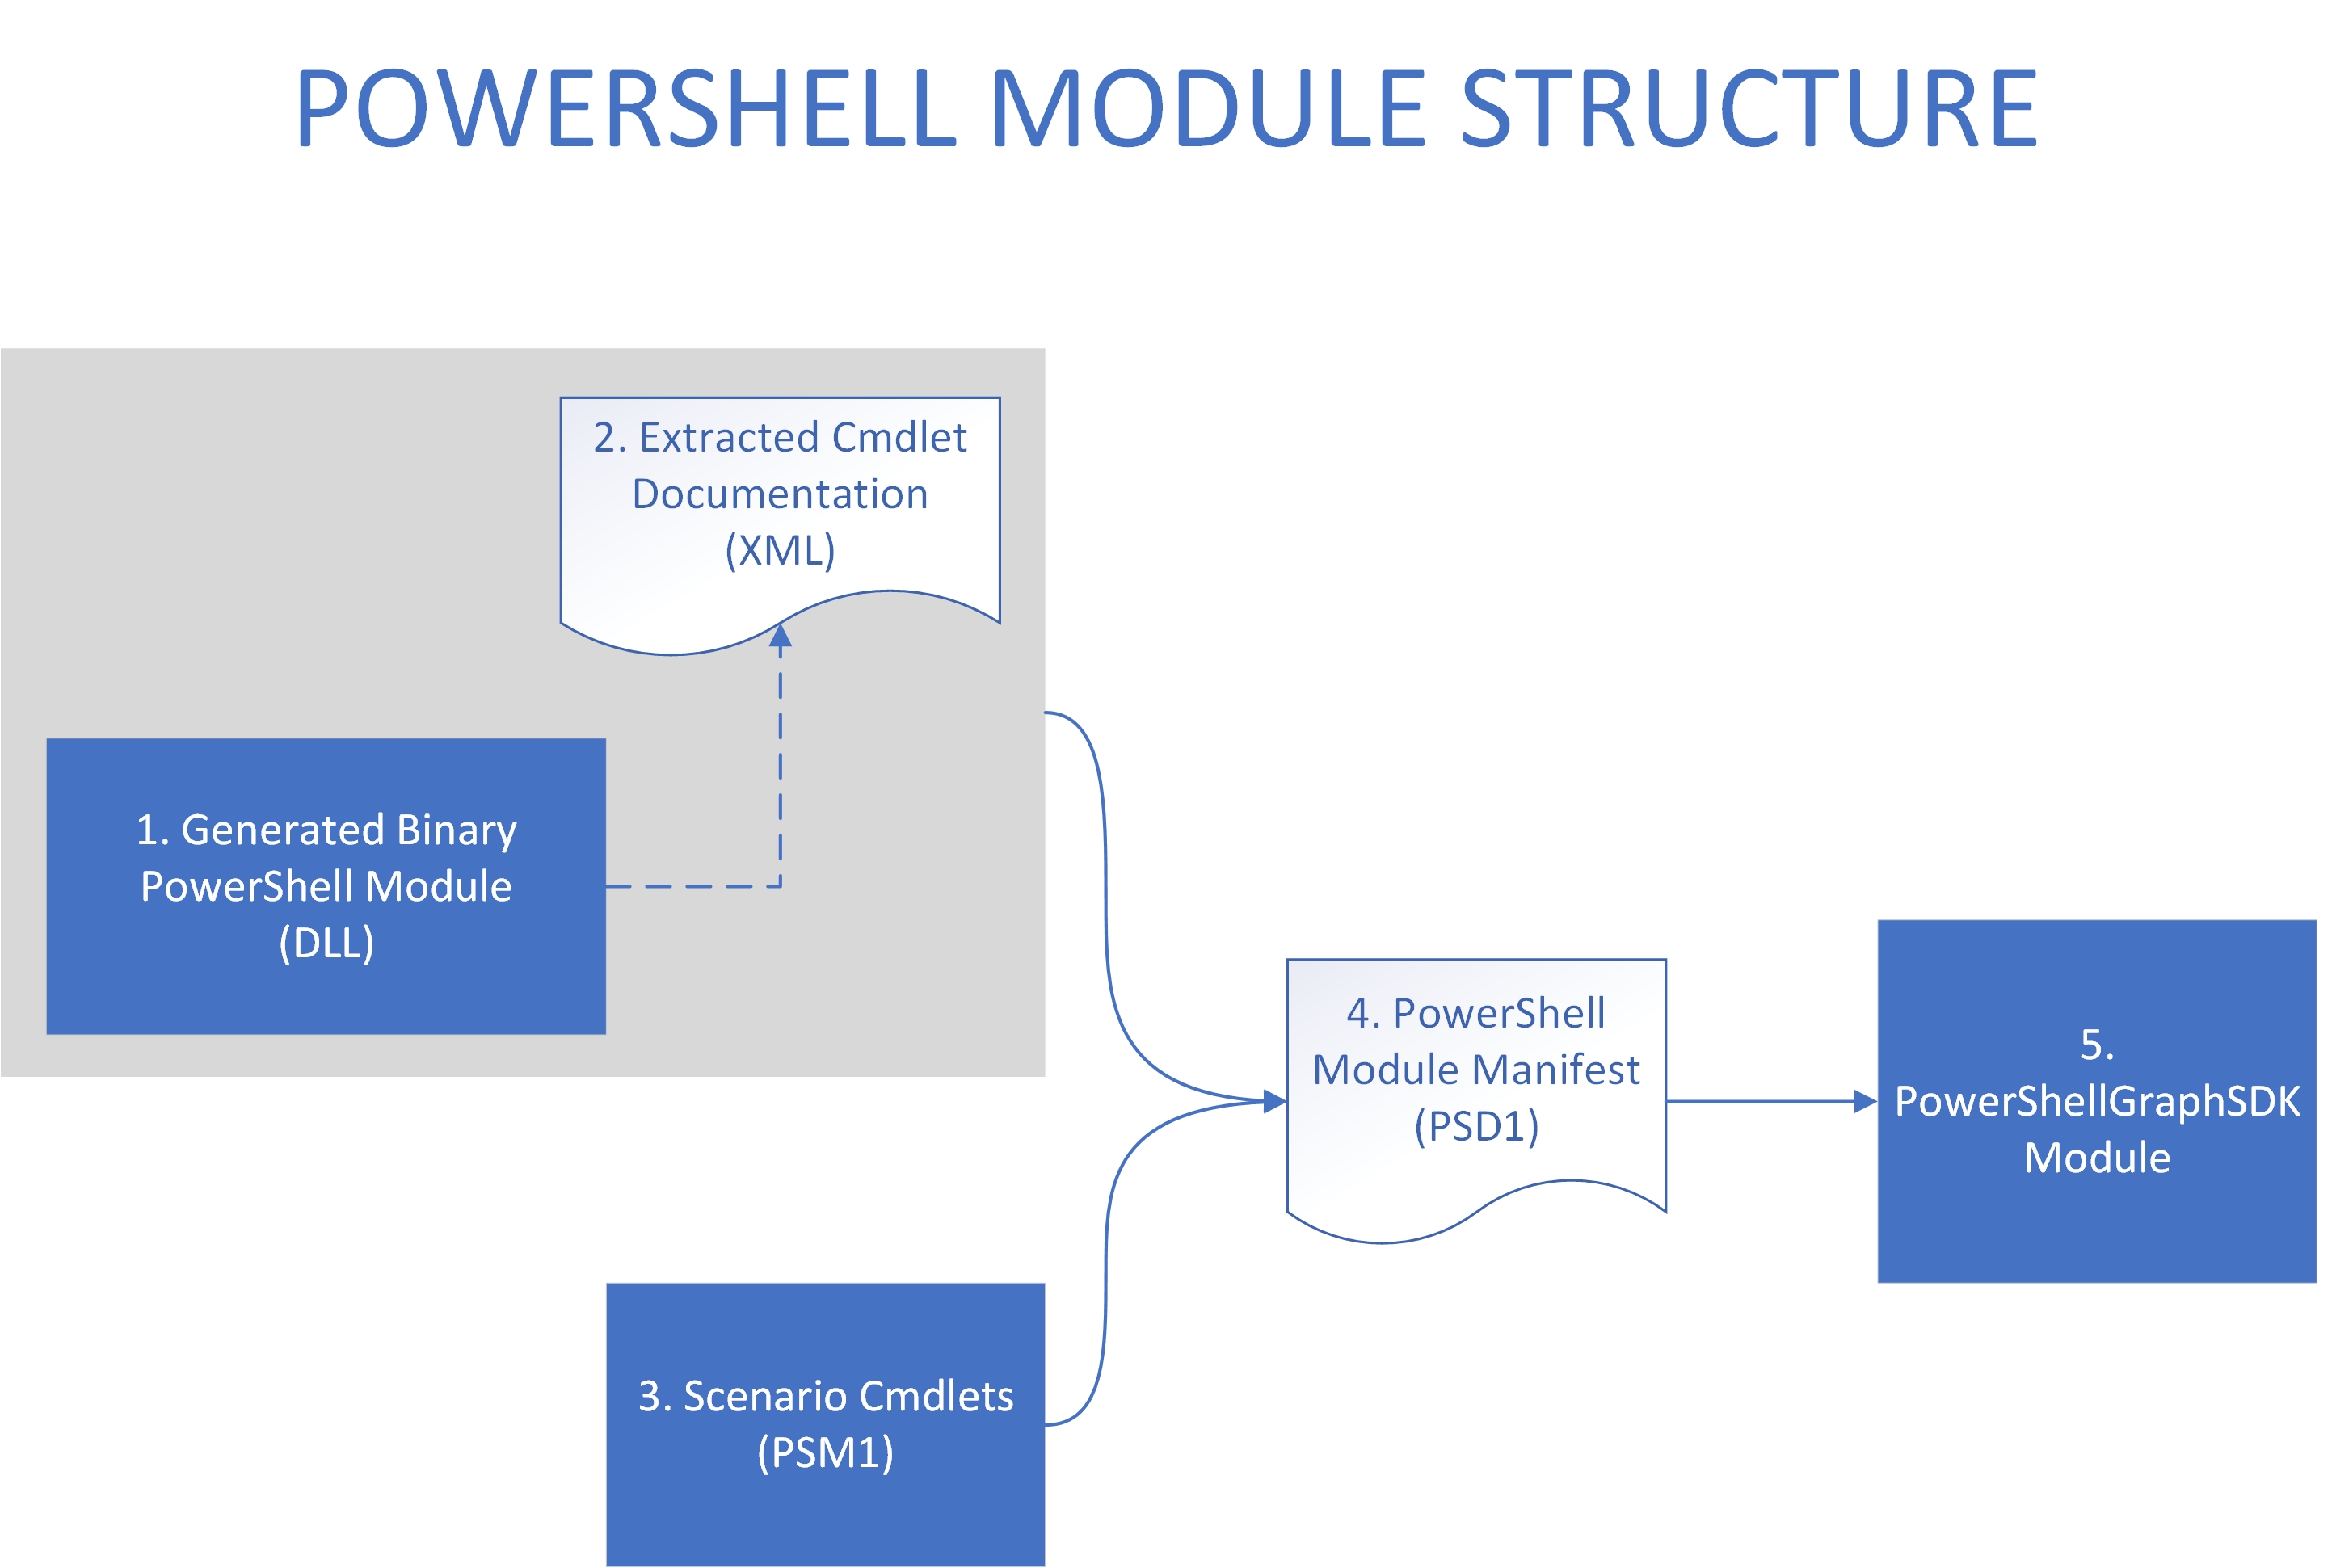 POWERSHELL MODULE STRUCTURE
2. Extracted Cmdlet
Documentation
(XML)
1. Generated Binary
PowerShell Module
(DLL)
4. PowerShell
Module Manifest
(PSD1)
5.
PowerShellGraphSDK
Module
3. Scenario Cmdlets
(PSM1)